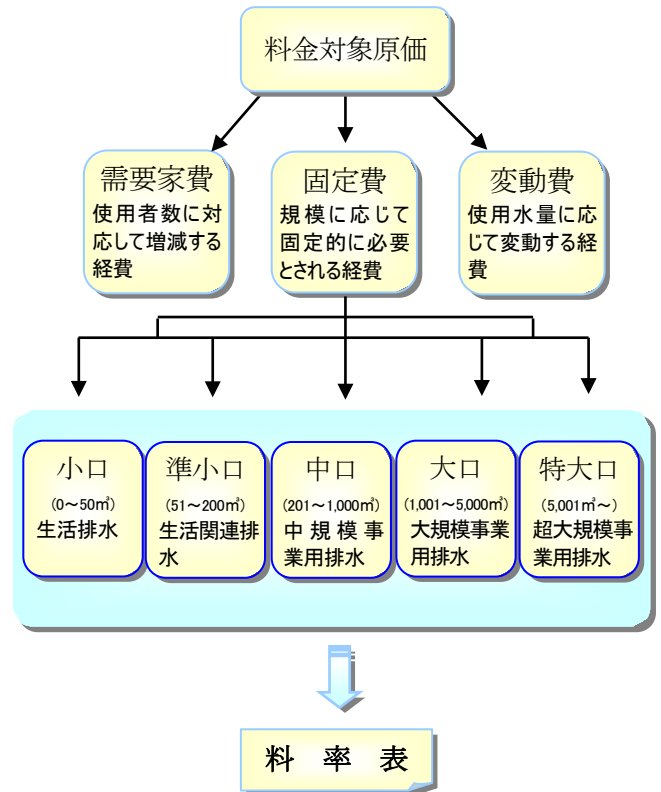 料金対象原価
需要家費
使用者数に対
応して増減する
経費
固定費
規模に応じて
固定的に必要
とされる経費
変動費
使用水量に応
じて変動する経
費
小口
(0～50㎥)
生活排水
準小口
(51～200㎥)
生活関連排
水
中口
(201～1,000㎥)
中規模事
業用排水
大口
(1,001～5,000㎥)
大規模事業
用排水
特大口
(5,001㎥～)
超大規模事
業用排水
料 率 表